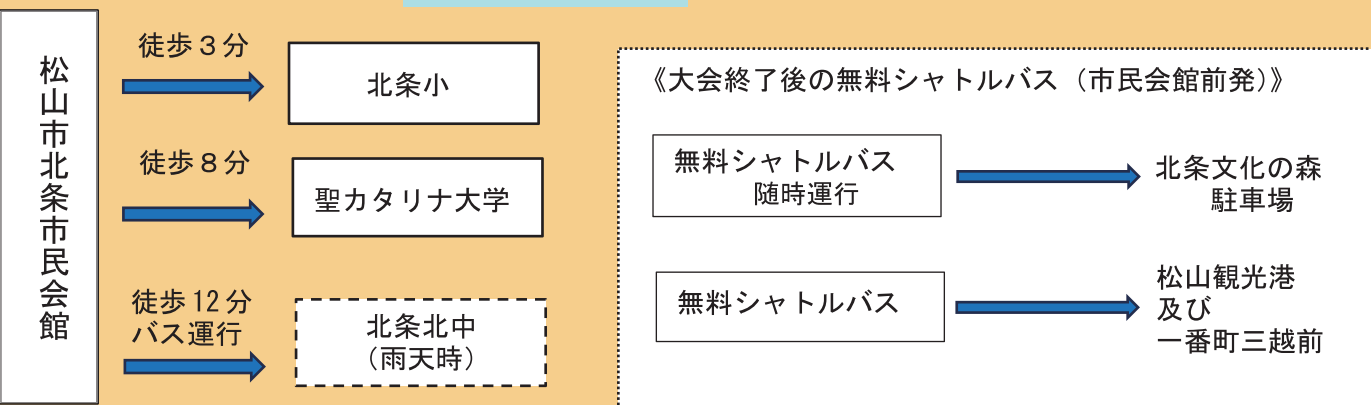 松山市北条市民会館
徒歩３分
北条小
徒歩８分
聖カタリナ大学
徒歩12分
バス運行
北条北中
（雨天時）
《大会終了後の無料シャトルバス（市民会館前発）》
無料シャトルバス
随時運行
北条文化の森
駐車場
無料シャトルバス
松山観光港
及び
一番町三越前